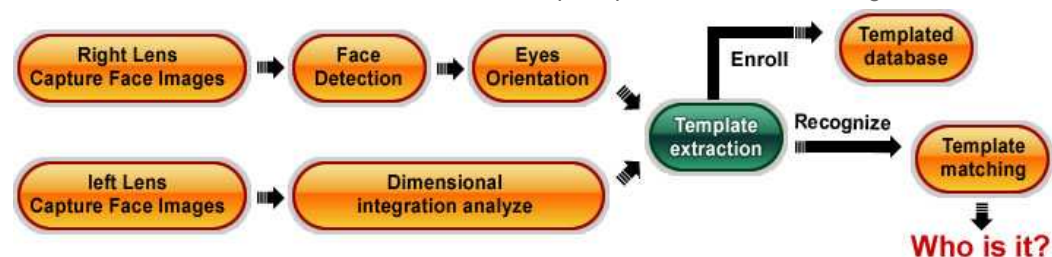 Right Lens
Capture Face Images
Face
Detection
Eyes
Orientation
Enroll
Templated
database
Template
extraction
Recognize
Template
matching
left Lens
Capture Face Images
Dimensional
integration analyze
Who is it?